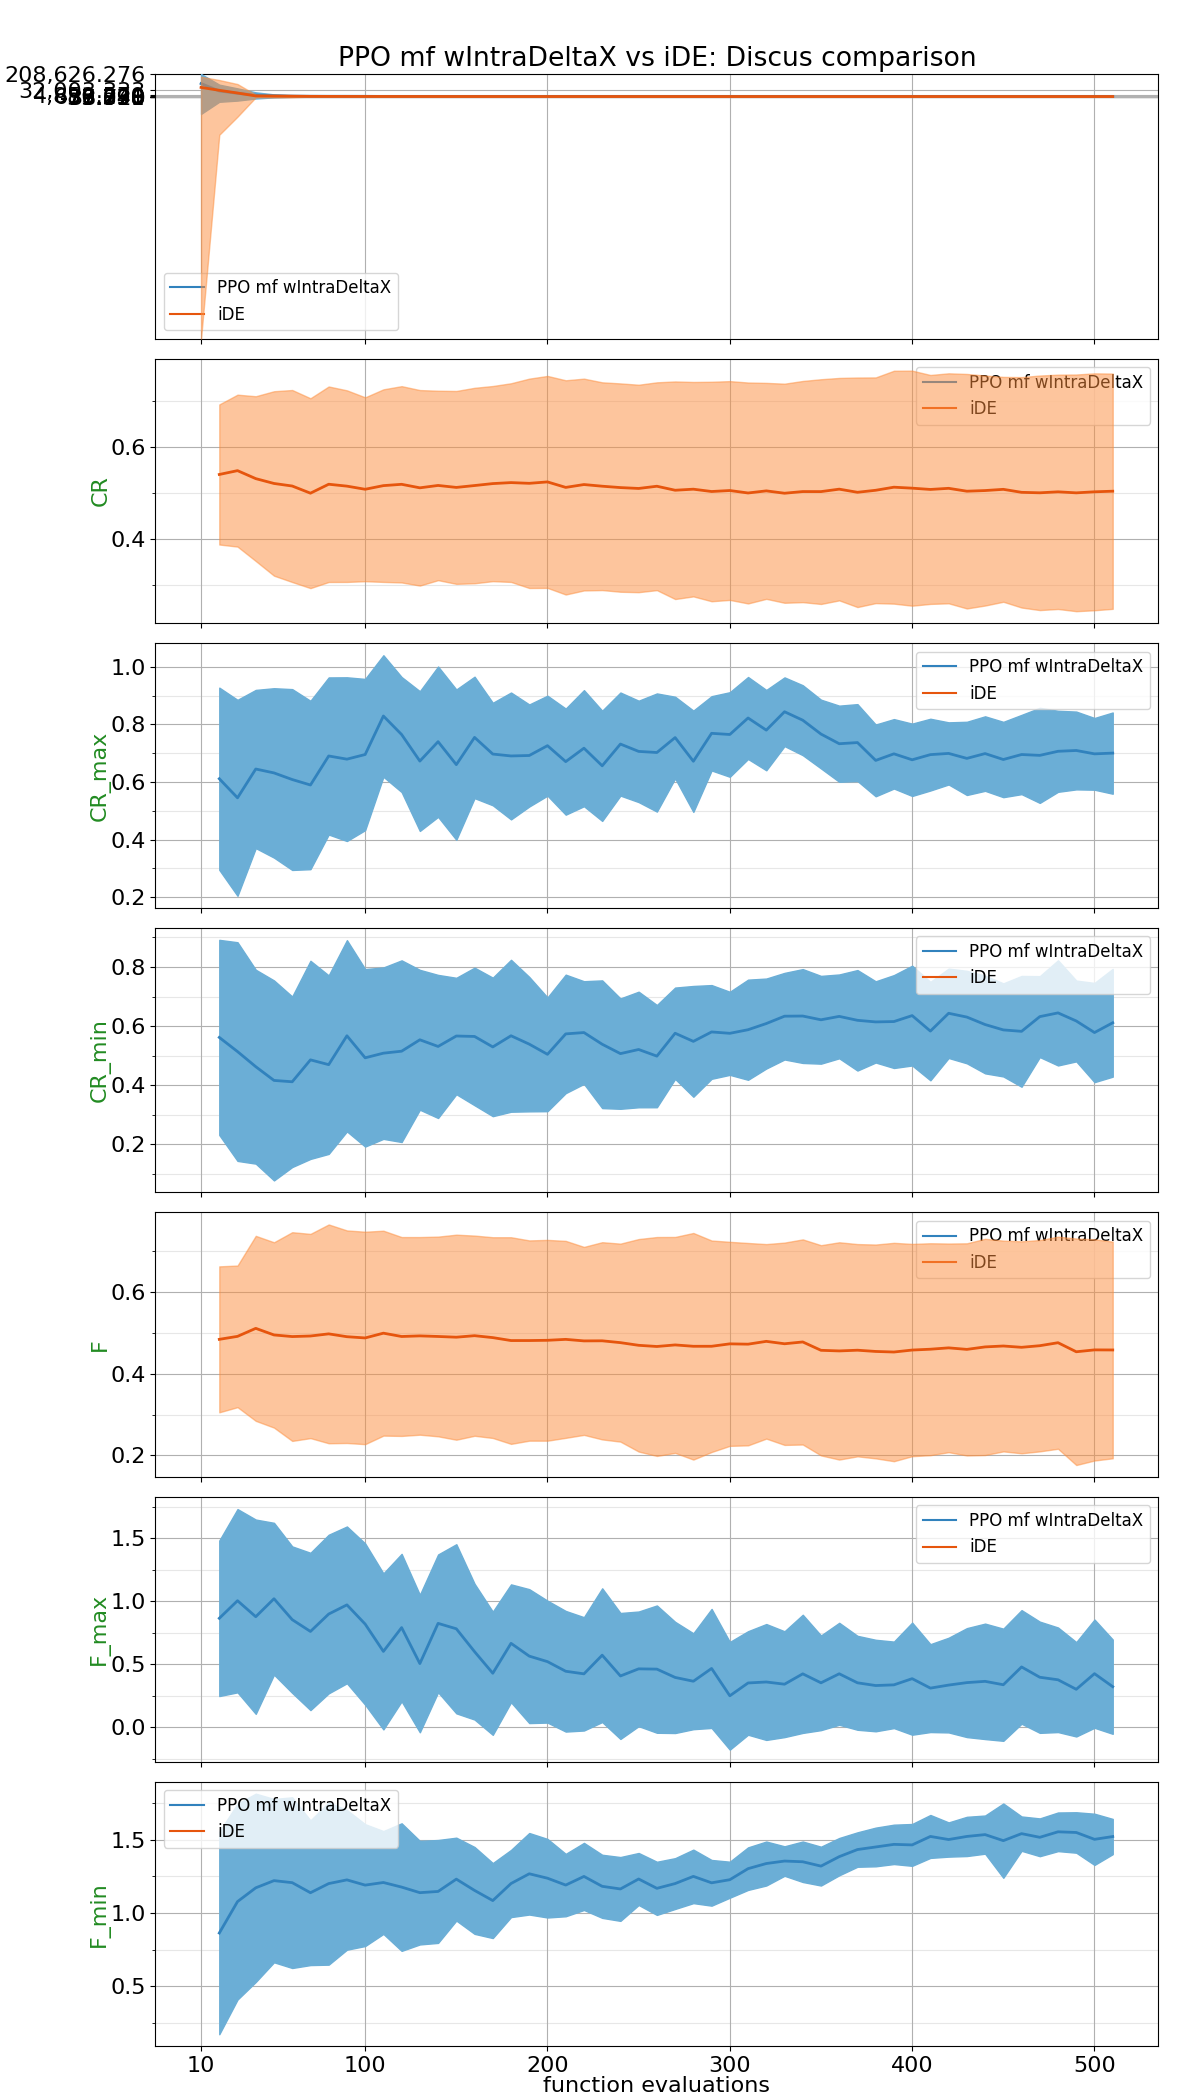 PPO mf wIntraDeltaX vs iDE: Discus comparison
208,626.276
PPO mf wIntraDeltaX
iDE
PPO mf wIntraDeltaX
iDE
0.6
0.4
CR
PPO mf wIntraDeltaX
iDE
1.0
0.8
0.6
0.4
0.2
CR_max
PPO mf wIntraDeltaX
iDE
0.8
0.6
0.4
0.2
CR_min
PPO mf wIntraDeltaX
iDE
0.6
0.4
0.2
F
PPO mf wIntraDeltaX
iDE
1.5
1.0
0.5
0.0
F_max
PPO mf wIntraDeltaX
iDE
1.5
1.0
0.5
F_min
10 100 200 300 400 500
function evaluations